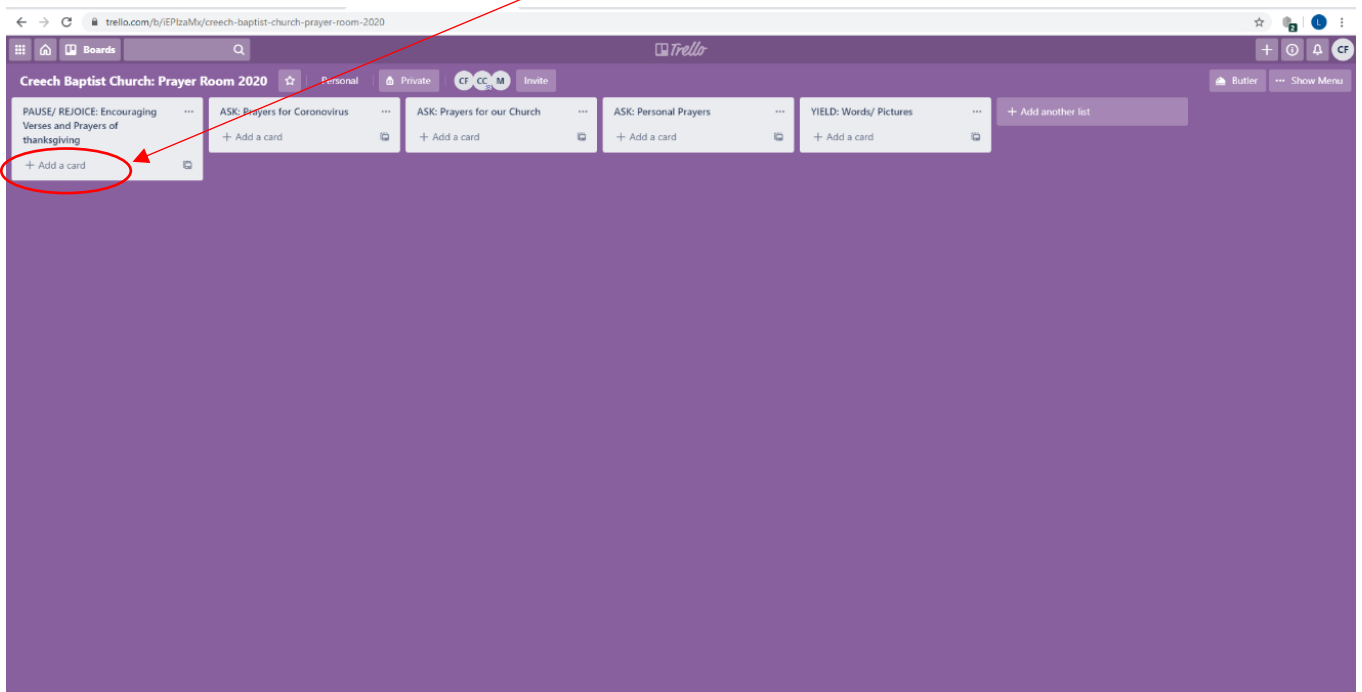 trello.com/b/iEPlzaMx/creech-baptist-church-prayer-room-2020
2
L
Boards
Trello
CF
Creech Baptist Church: Prayer Room 2020
Personal
Private
CF CC M
Invite
Butler
Show Menu
PAUSE/ REJOICE: Encouraging
Verses and Prayers of
thanksgiving
+ Add a card
ASK: Prayers for Coronovirus
+ Add a card
ASK: Prayers for our Church
+ Add a card
ASK: Personal Prayers
+ Add a card
YIELD: Words/ Pictures
+ Add a card
+ Add another list